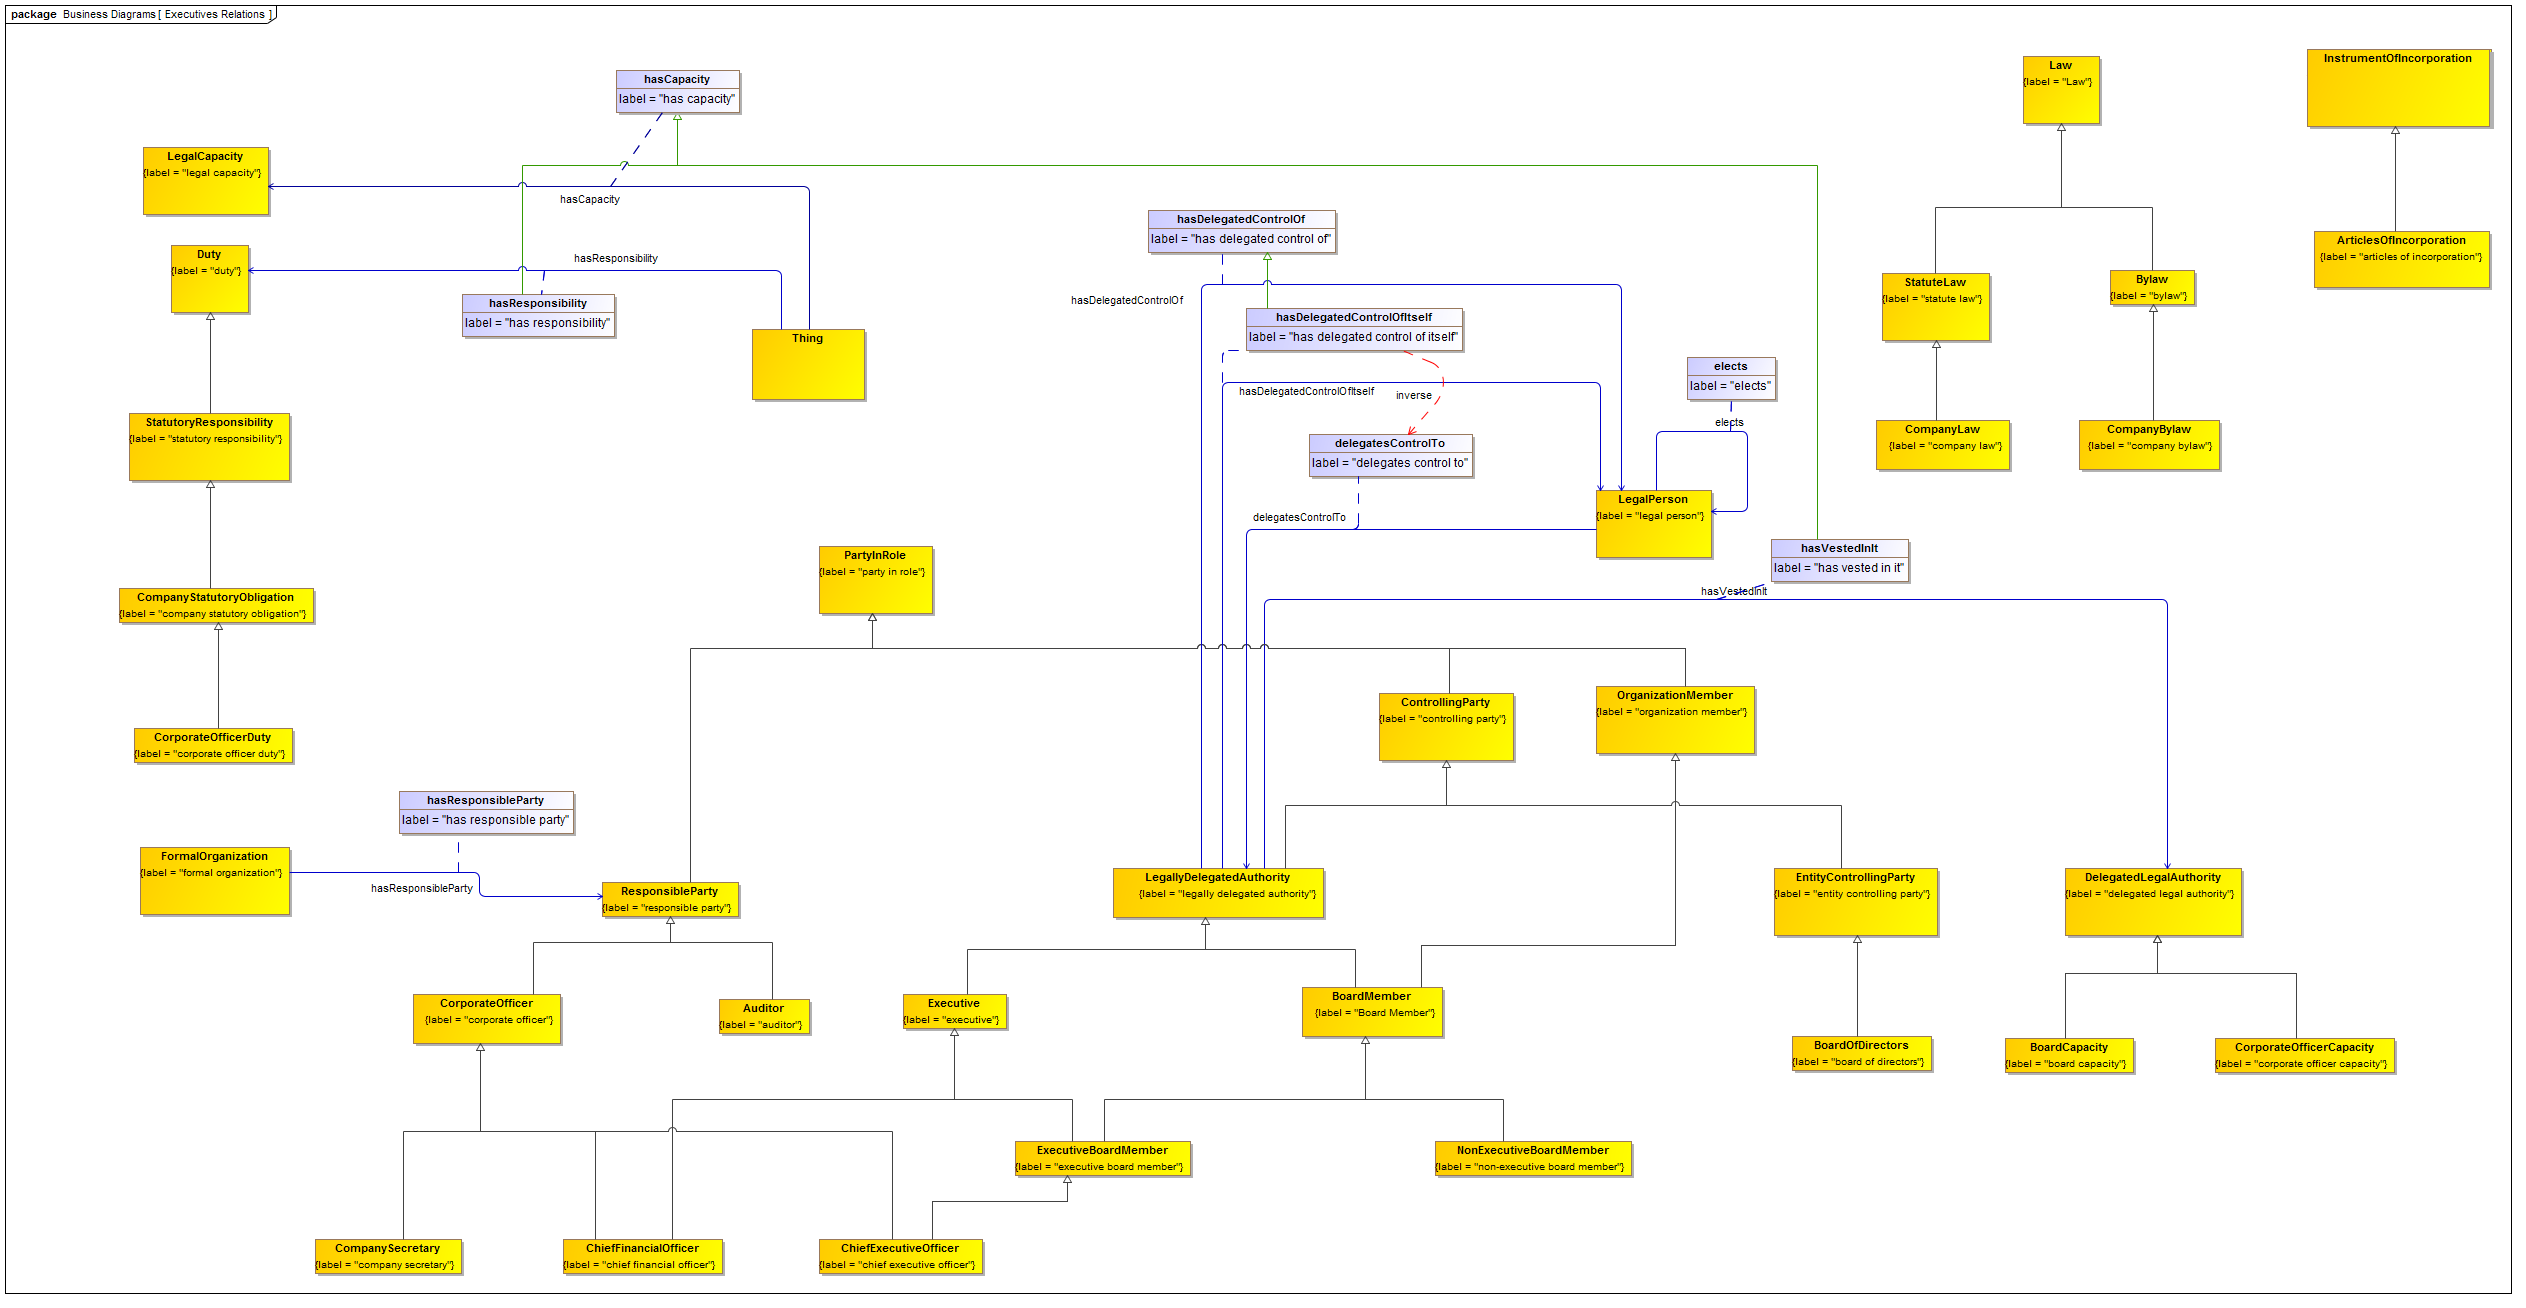 package Business Diagrams [ Executives Relations ]
hasCapacity
label = "has capacity"
Law
{label = "Law"}
InstrumentOfIncorporation
LegalCapacity
{label = "legal capacity"}
hasCapacity
hasDelegatedControlOf
label = "has delegated control of"
ArticlesOfIncorporation
{label = "articles of incorporation"}
Duty
{label = "duty"}
hasResponsibility
hasResponsibility
label = "has responsibility"
Thing
hasDelegatedControlOf
hasDelegatedControlOfItself
label = "has delegated control of itself"
StatuteLaw
{label = "statute law"}
Bylaw
{label = "bylaw"}
elects
label = "elects"
hasDelegatedControlOfItself
inverse
elects
StatutoryResponsibility
{label = "statutory responsibility"}
delegatesControlTo
label = "delegates control to"
CompanyLaw
{label = "company law"}
CompanyBylaw
{label = "company bylaw"}
LegalPerson
{label = "legal person"}
delegatesControlTo
PartyInRole
{label = "party in role"}
hasVestedInIt
label = "has vested in it"
hasVestedInIt
CompanyStatutoryObligation
{label = "company statutory obligation"}
ControllingParty
{label = "controlling party"}
OrganizationMember
{label = "organization member"}
CorporateOfficerDuty
{label = "corporate officer duty"}
hasResponsibleParty
label = "has responsible party"
FormalOrganization
{label = "formal organization"}
hasResponsibleParty
ResponsibleParty
{label = "responsible party"}
LegallyDelegatedAuthority
{label = "legally delegated authority"}
EntityControllingParty
{label = "entity controlling party"}
DelegatedLegalAuthority
{label = "delegated legal authority"}
CorporateOfficer
{label = "corporate officer"}
Auditor
{label = "auditor"}
Executive
{label = "executive"}
BoardMember
{label = "Board Member"}
BoardOfDirectors
{label = "board of directors"}
BoardCapacity
{label = "board capacity"}
CorporateOfficerCapacity
{label = "corporate officer capacity"}
ExecutiveBoardMember
{label = "executive board member"}
NonExecutiveBoardMember
{label = "non-executive board member"}
CompanySecretary
{label = "company secretary"}
ChiefFinancialOfficer
{label = "chief financial officer"}
ChiefExecutiveOfficer
{label = "chief executive officer"}